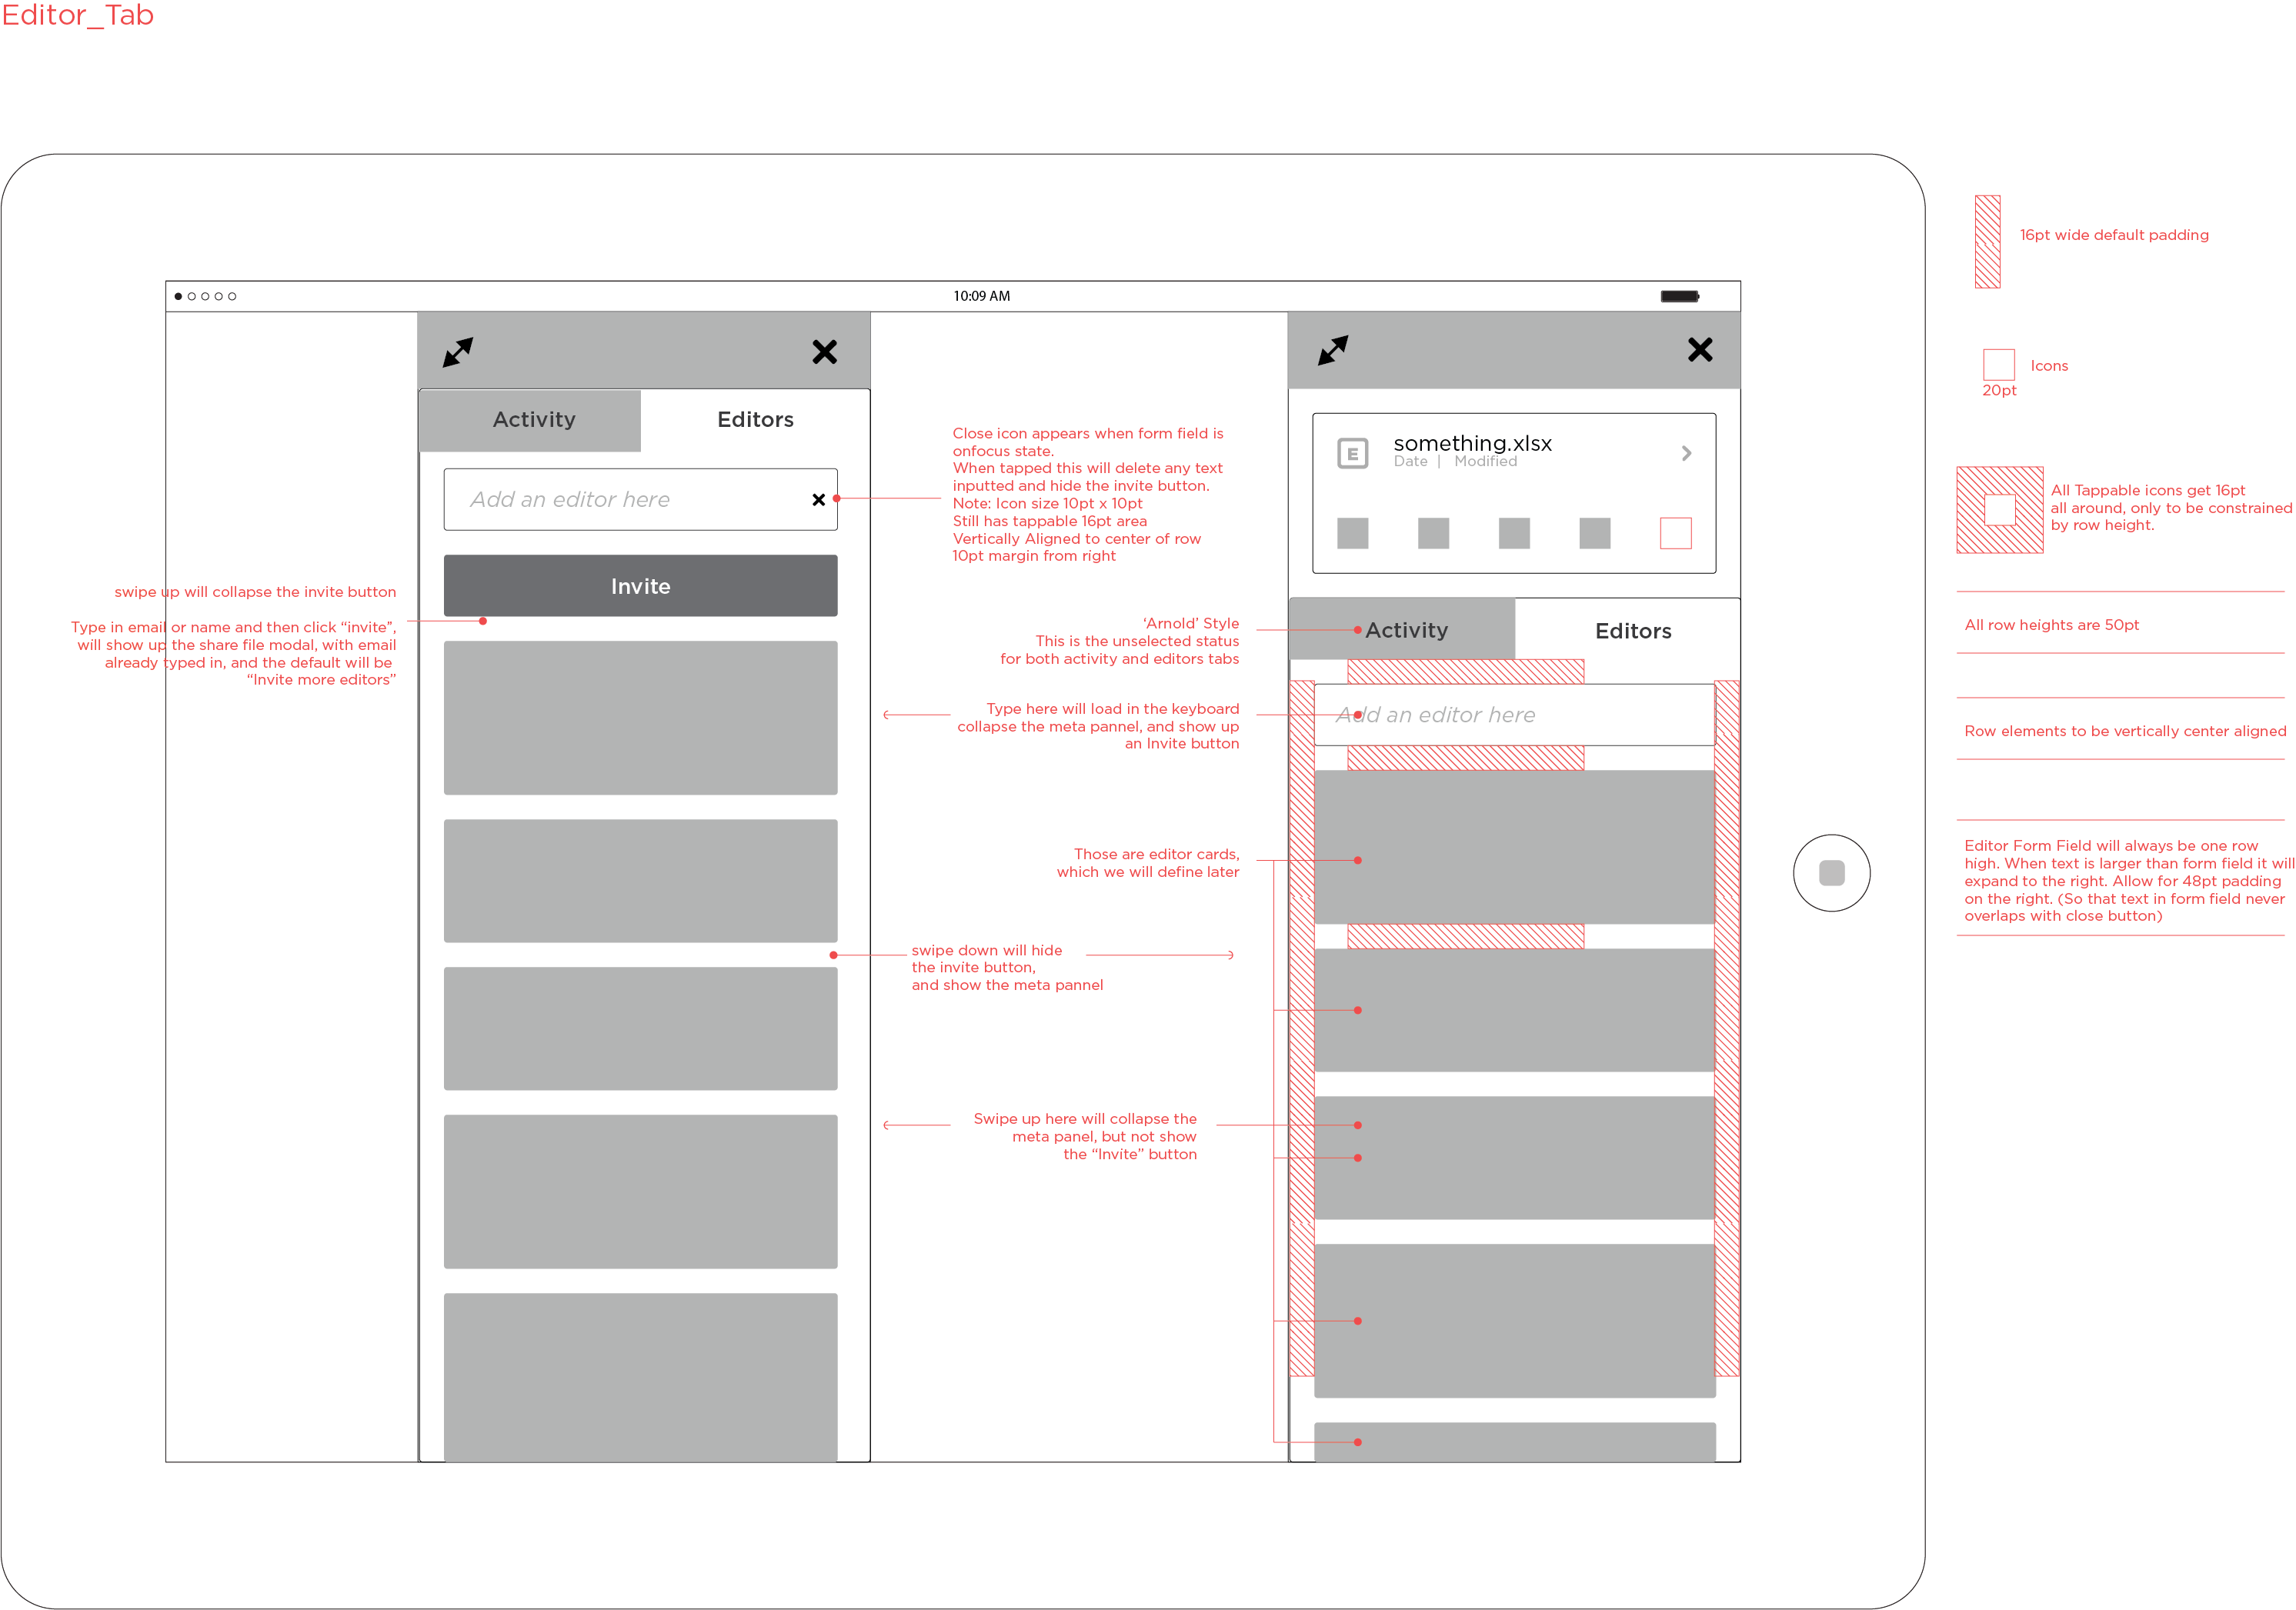 Editor_Tab
10:09 AM
Activity
Editors
Add an editor here
Invite
swipe up will collapse the invite button
Type in email or name and then click “invite”,
will show up the share file modal, with email
already typed in, and the default will be
“Invite more editors”
Close icon appears when form field is
onfocus state.
When tapped this will delete any text
inputted and hide the invite button.
Note: Icon size 10pt x 10pt
Still has tappable 16pt area
Vertically Aligned to center of row
10pt margin from right
‘Arnold’ Style
This is the unselected status
for both activity and editors tabs
Type here will load in the keyboard
collapse the meta pannel, and show up
an Invite button
Those are editor cards,
which we will define later
swipe down will hide
the invite button,
and show the meta pannel
Swipe up here will collapse the
meta panel, but not show
the “Invite” button
E
something.xlsx
Date | Modified
Activity
Editors
Add an editor here
16pt wide default padding
Icons
20pt
All Tappable icons get 16pt
all around, only to be constrained
by row height.
All row heights are 50pt
Row elements to be vertically center aligned
Editor Form Field will always be one row
high. When text is larger than form field it will
expand to the right. Allow for 48pt padding
on the right. (So that text in form field never
overlaps with close button)